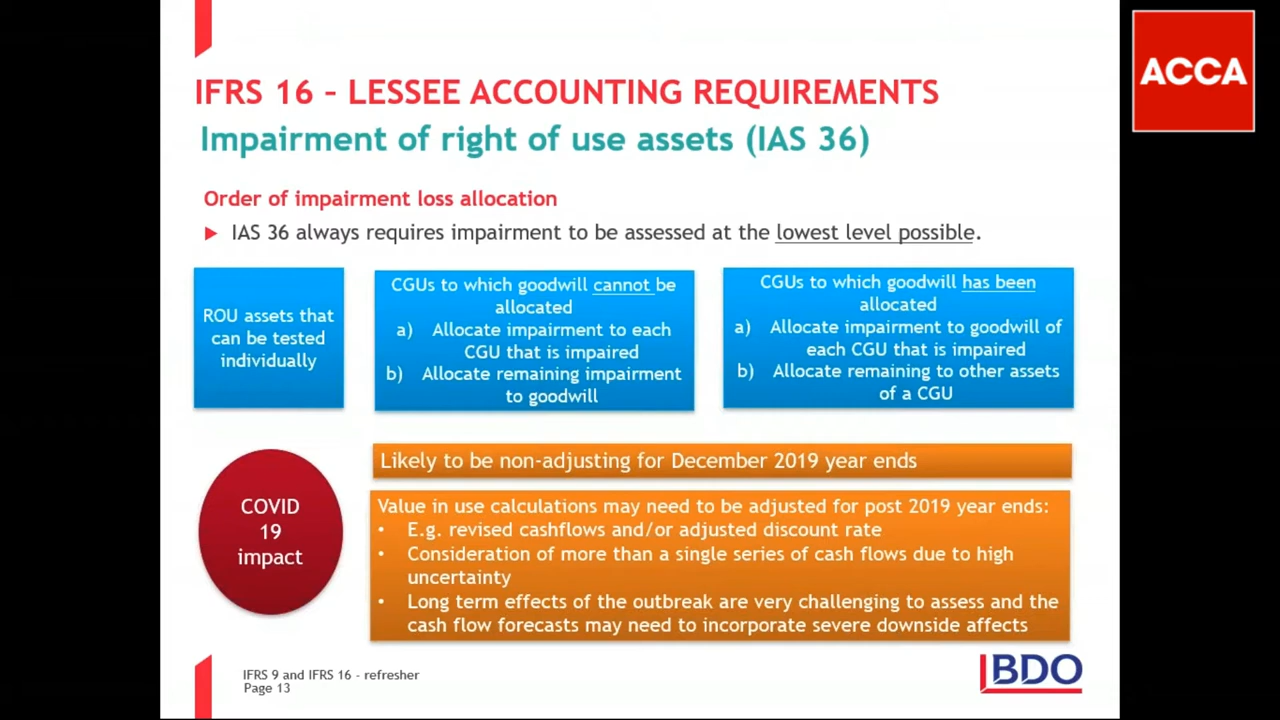 ACCA
IFRS 16 – LESSEE ACCOUNTING REQUIREMENTS
Impairment of right of use assets (IAS 36)
Order of impairment loss allocation
IAS 36 always requires impairment to be assessed at the lowest level possible.
ROU assets that
can be tested
individually
CGUs to which goodwill cannot be
allocated
a) Allocate impairment to each
CGU that is impaired
b) Allocate remaining impairment
to goodwill
CGUs to which goodwill has been
allocated
a) Allocate impairment to goodwill of
each CGU that is impaired
b) Allocate remaining to other assets
of a CGU
COVID
19
impact
Likely to be non-adjusting for December 2019 year ends
Value in use calculations may need to be adjusted for post 2019 year ends:
• E.g. revised cashflows and/or adjusted discount rate
• Consideration of more than a single series of cash flows due to high
uncertainty
• Long term effects of the outbreak are very challenging to assess and the
cash flow forecasts may need to incorporate severe downside affects
IFRS 9 and IFRS 16 - refresher
Page 13
BDO